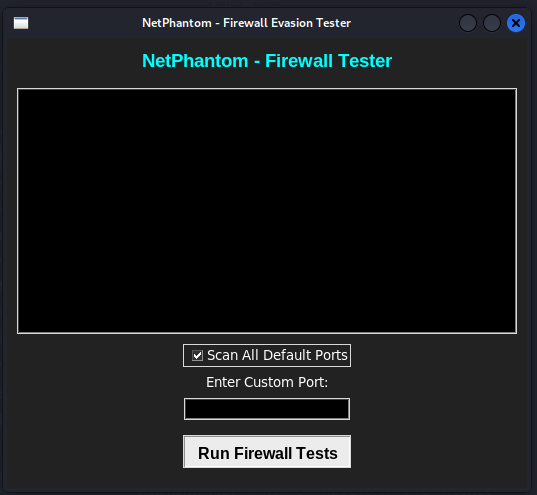 NetPhantom - Firewall Evasion Tester
NetPhantom - Firewall Tester
Scan All Default Ports
Enter Custom Port:
Run Firewall Tests